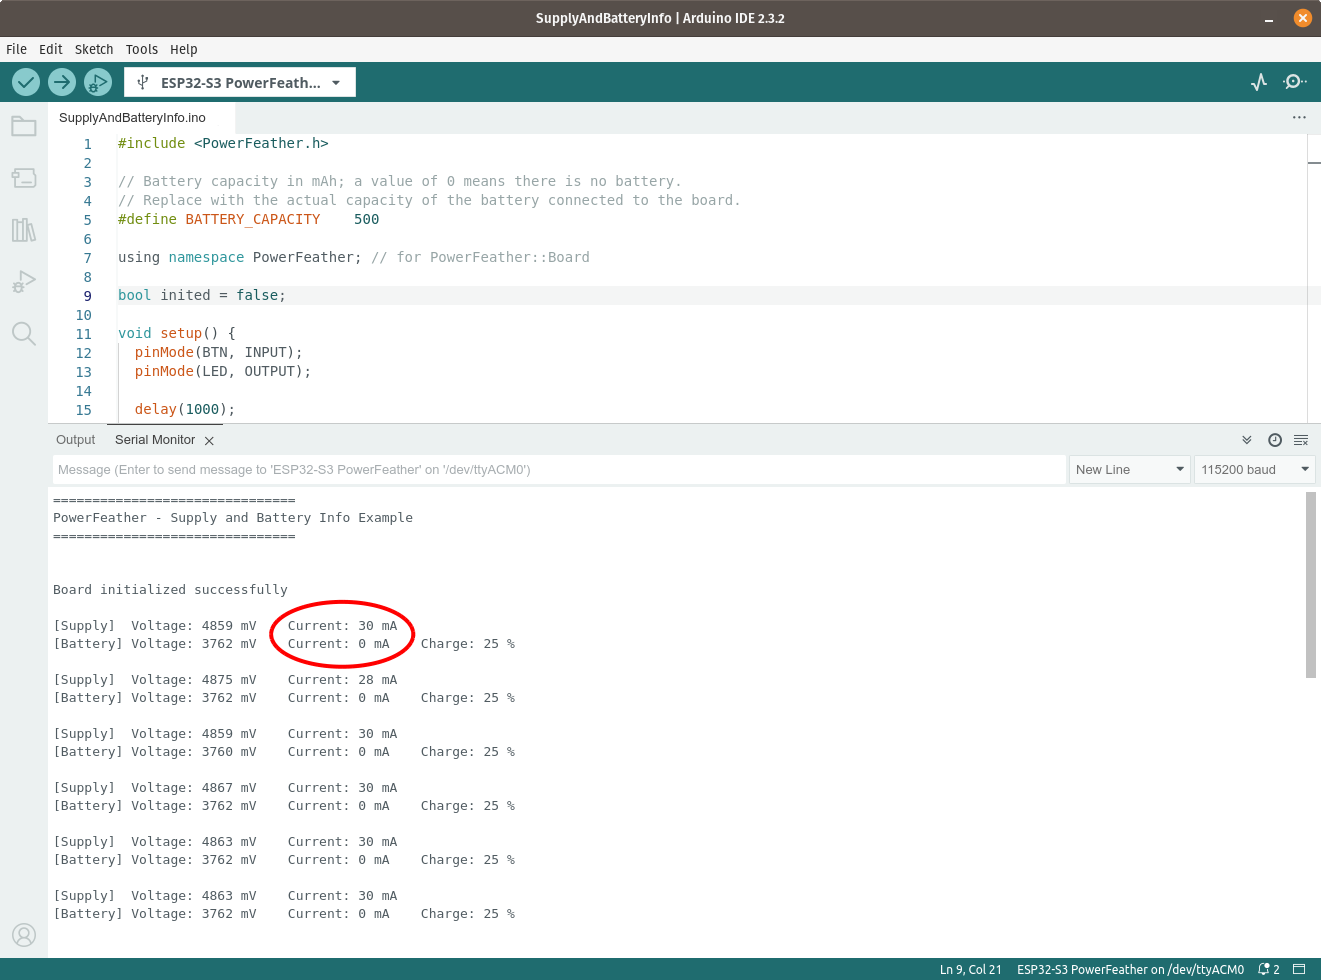 SupplyAndBatteryInfo | Arduino IDE 2.3.2
File Edit Sketch Tools Help
ESP32-S3 PowerFeath...
SupplyAndBatteryInfo.ino
1 #include <PowerFeather.h>
2
3 // Battery capacity in mAh; a value of 0 means there is no battery.
4 // Replace with the actual capacity of the battery connected to the board.
5 #define BATTERY_CAPACITY    500
6
7 using namespace PowerFeather; // for PowerFeather::Board
8
9 bool inited = false;
10
11 void setup() {
12   pinMode(BTN, INPUT);
13   pinMode(LED, OUTPUT);
14
15   delay(1000);
Output Serial Monitor
Message (Enter to send message to 'ESP32-S3 PowerFeather' on '/dev/ttyACM0') New Line 115200 baud
===============================
PowerFeather - Supply and Battery Info Example
===============================
Board initialized successfully
[Supply]  Voltage: 4859 mV    Current: 30 mA
[Battery] Voltage: 3762 mV    Current: 0 mA    Charge: 25 %
[Supply]  Voltage: 4875 mV    Current: 28 mA
[Battery] Voltage: 3762 mV    Current: 0 mA    Charge: 25 %
[Supply]  Voltage: 4859 mV    Current: 30 mA
[Battery] Voltage: 3760 mV    Current: 0 mA    Charge: 25 %
[Supply]  Voltage: 4867 mV    Current: 30 mA
[Battery] Voltage: 3762 mV    Current: 0 mA    Charge: 25 %
[Supply]  Voltage: 4863 mV    Current: 30 mA
[Battery] Voltage: 3762 mV    Current: 0 mA    Charge: 25 %
[Supply]  Voltage: 4863 mV    Current: 30 mA
[Battery] Voltage: 3762 mV    Current: 0 mA    Charge: 25 %
Ln 9, Col 21 ESP32-S3 PowerFeather on /dev/ttyACM0 2